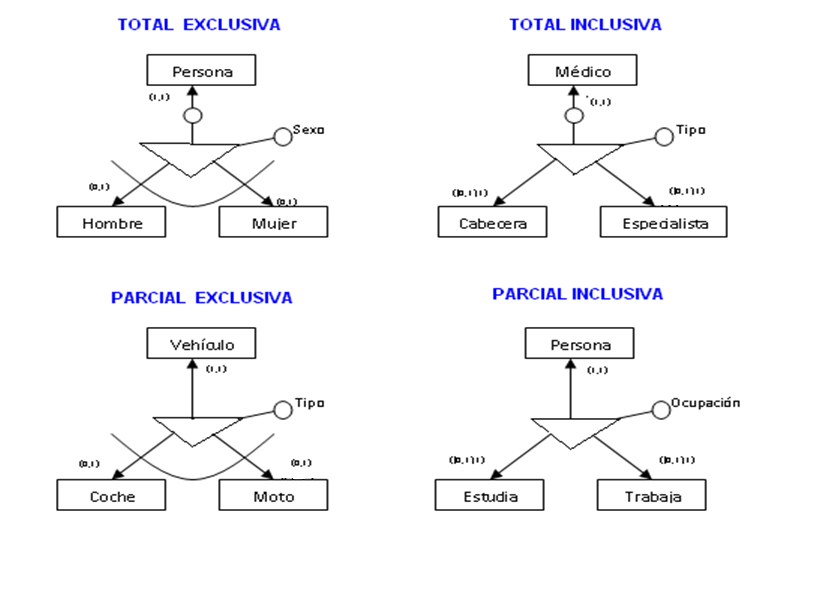 TOTAL EXCLUSIVA
Persona
(1,1)
Sexo
(0,1)
(0,1)
Hombre
Mujer
TOTAL INCLUSIVA
Médico
(1,1)
Tipo
Cabecera
Especialista
PARCIAL EXCLUSIVA
Vehículo
(1,1)
Tipo
(0,1)
(0,1)
Coche
Moto
PARCIAL INCLUSIVA
Persona
(1,1)
Ocupación
Estudia
Trabaja